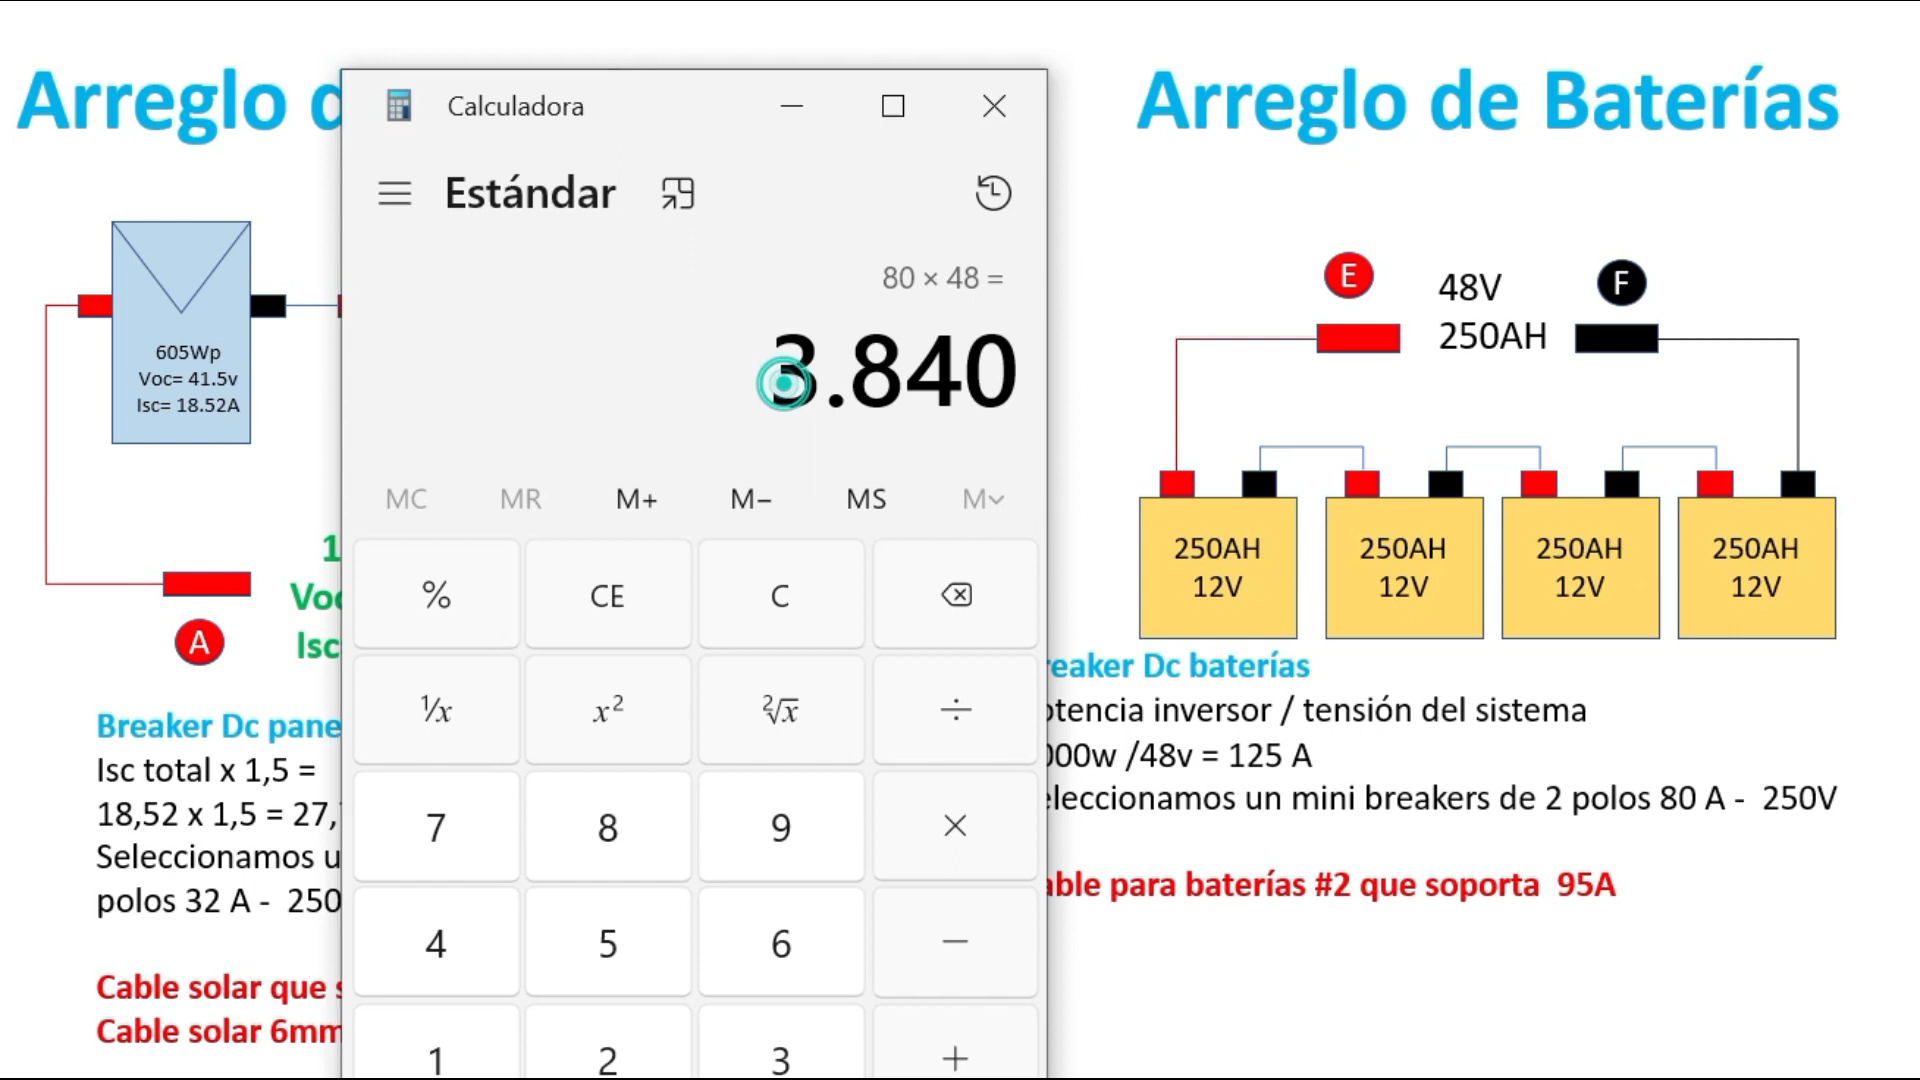 Arreglo d
605Wp
Voc= 41.5v
Isc= 18.52A
1
Voc
Isc
A
Breaker Dc pane
Isc total x 1,5 =
18,52 x 1,5 = 27,
Seleccionamos u
polos 32 A - 250
Cable solar que s
Cable solar 6mm
Calculadora
Estándar
80 × 48 =
3.840
MC MR M+ M− MS M
% CE C
1/x x² ²√x ÷
7 8 9 ×
4 5 6 −
1 2 3 +
Arreglo de Baterías
E 48V F
250AH
250AH 250AH 250AH 250AH
12V 12V 12V 12V
reaker Dc baterías
otencia inversor / tensión del sistema
000w /48v = 125 A
eleccionamos un mini breakers de 2 polos 80 A - 250V
able para baterías #2 que soporta 95A